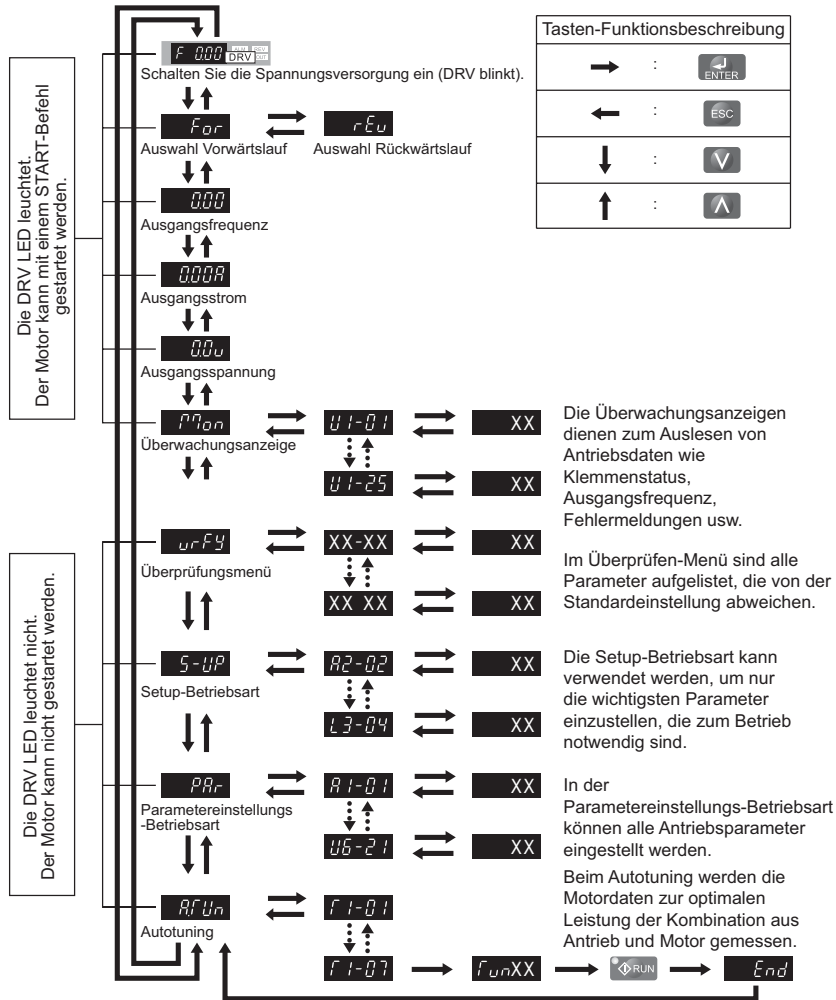 F 0.00
ALM REV
DRV OUT
Schalten Sie die Spannungsversorgung ein (DRV blinkt).
For
rEv
Auswahl Vorwärtslauf
Auswahl Rückwärtslauf
0.00
Ausgangsfrequenz
0.00A
Ausgangsstrom
0.0v
Ausgangsspannung
Die DRV LED leuchtet.
Der Motor kann mit einem START-Befehl
gestartet werden.
Tasten-Funktionsbeschreibung
→ : ENTER
← : ESC
↓ : V
↑ : Λ
Mon
U1-01
XX
Überwachungsanzeige
U1-25
XX
Die Überwachungsanzeigen
dienen zum Auslesen von
Antriebsdaten wie
Klemmenstatus,
Ausgangsfrequenz,
Fehlermeldungen usw.
Die DRV LED leuchtet nicht.
Der Motor kann nicht gestartet werden.
vrFY
XX-XX
XX
Überprüfungsmenü
XX XX
XX
Im Überprüfen-Menü sind alle
Parameter aufgelistet, die von der
Standardeinstellung abweichen.
S-UP
A2-02
XX
Setup-Betriebsart
L3-04
XX
Die Setup-Betriebsart kann
verwendet werden, um nur
die wichtigsten Parameter
einzustellen, die zum Betrieb
notwendig sind.
PAr
A1-01
XX
Parametereinstellungs
-Betriebsart
U6-21
XX
In der
Parametereinstellungs-Betriebsart
können alle Antriebsparameter
eingestellt werden.
A.TUn
T1-01
Autotuning
T1-07
TunXX
RUN
End
Beim Autotuning werden die
Motordaten zur optimalen
Leistung der Kombination aus
Antrieb und Motor gemessen.